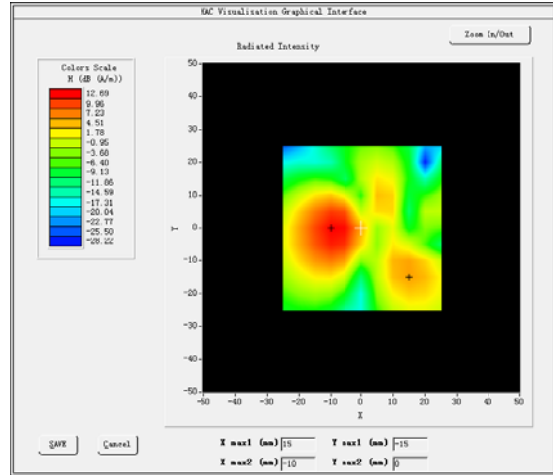 HAC Visualisation Graphical Interface
Zoom In/Out
Radiated Intensity
Colors Scale
H (dB (A/m))
12.69
9.96
7.23
4.51
1.78
-0.95
-3.68
-6.40
-9.13
-11.86
-14.59
-17.31
-20.04
-22.77
-25.50
-28.22
50
40
30
20
10
Y
0
-10
-20
-30
-40
-50
-50 -40 -30 -20 -10 0 10 20 30 40 50
X
SAVE Cancel
X max1 (mm) 15 Y max1 (mm) -15
X max2 (mm) -10 Y max2 (mm) 0